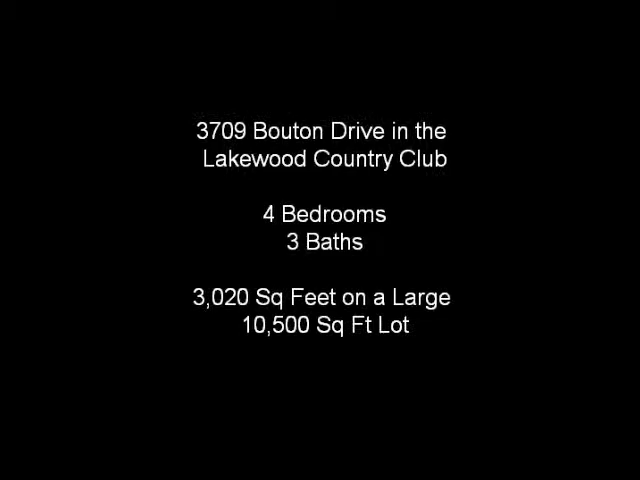 3709 Bouton Drive in the
Lakewood Country Club
4 Bedrooms
3 Baths
3,020 Sq Feet on a Large
10,500 Sq Ft Lot